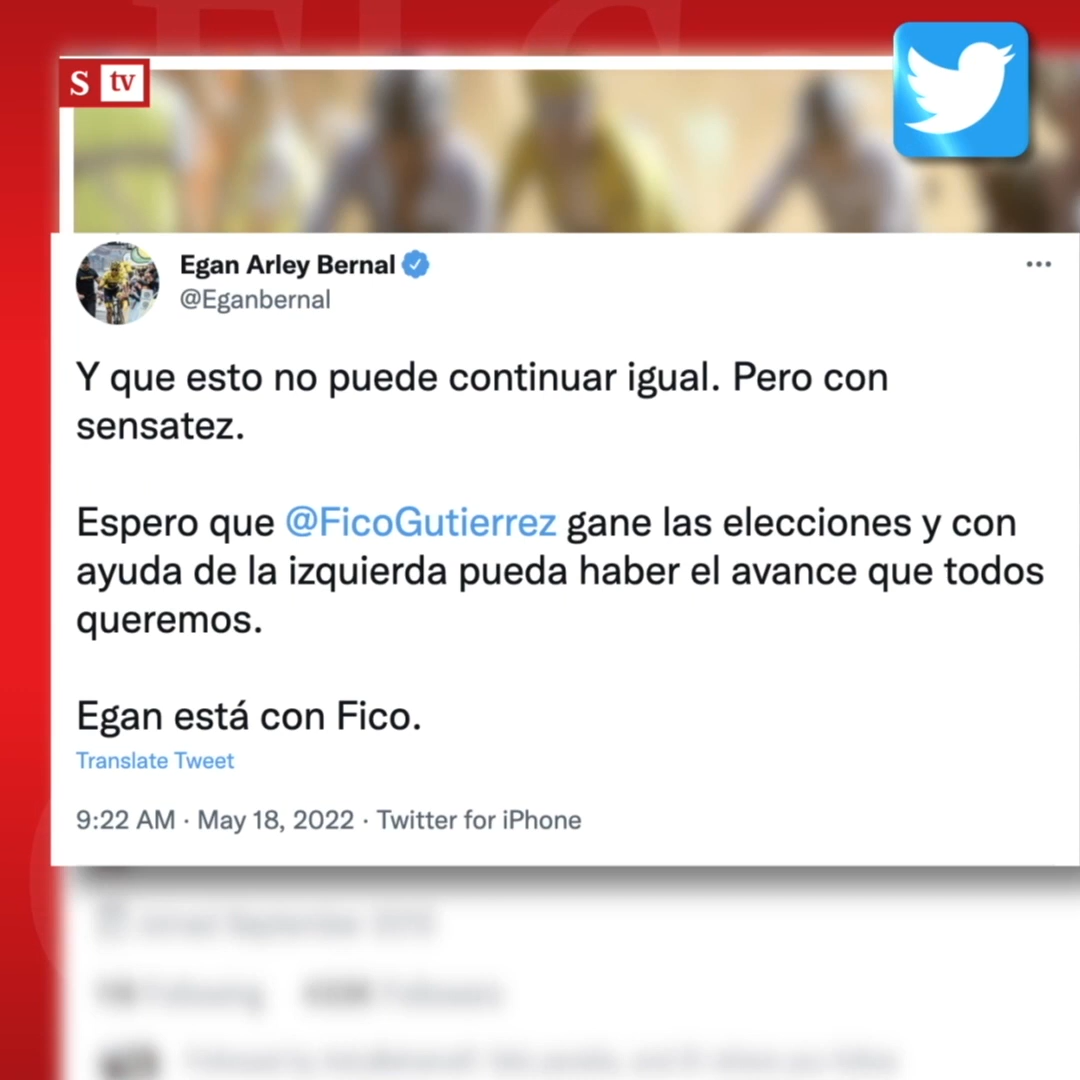 S tv
Egan Arley Bernal
@Eganbernal
Y que esto no puede continuar igual. Pero con
sensatez.
Espero que @FicoGutierrez gane las elecciones y con
ayuda de la izquierda pueda haber el avance que todos
queremos.
Egan está con Fico.
Translate Tweet
9:22 AM · May 18, 2022 · Twitter for iPhone